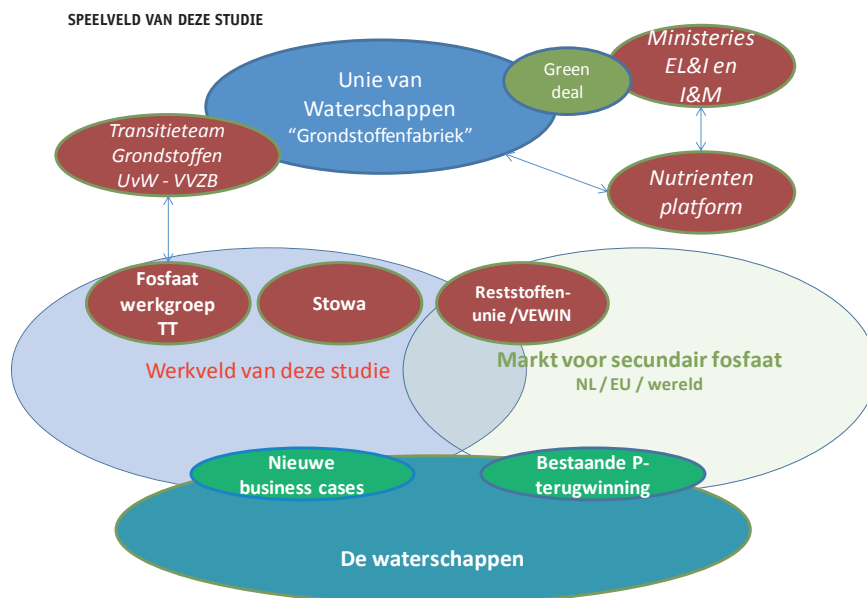 SPEELVELD VAN DEZE STUDIE
Unie van
Waterschappen
“Grondstoffenfabriek”
Green
deal
Ministeries
EL&I en
I&M
Transitieteam
Grondstoffen
UvW - VVZB
Nutrienten
platform
Fosfaat
werkgroep
TT
Stowa
Reststoffen-
unie /VEWIN
Werkveld van deze studie
Markt voor secundair fosfaat
NL / EU / wereld
Nieuwe
business cases
Bestaande P-
terugwinning
De waterschappen